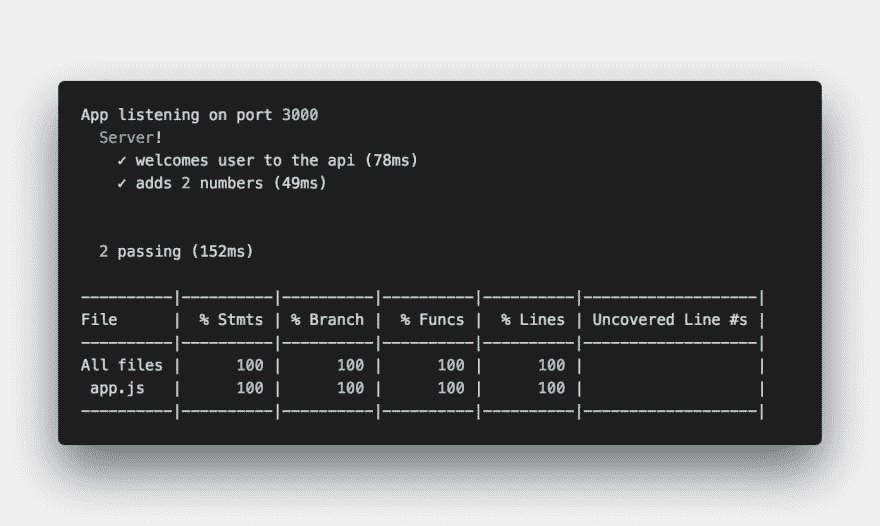 App listening on port 3000
Server!
✓ welcomes user to the api (78ms)
✓ adds 2 numbers (49ms)
2 passing (152ms)
----------|----------|----------|----------|----------|-------------------|
File      |  % Stmts | % Branch |  % Funcs |  % Lines | Uncovered Line #s |
----------|----------|----------|----------|----------|-------------------|
All files |      100 |      100 |      100 |      100 |                   |
 app.js   |      100 |      100 |      100 |      100 |                   |
----------|----------|----------|----------|----------|-------------------|